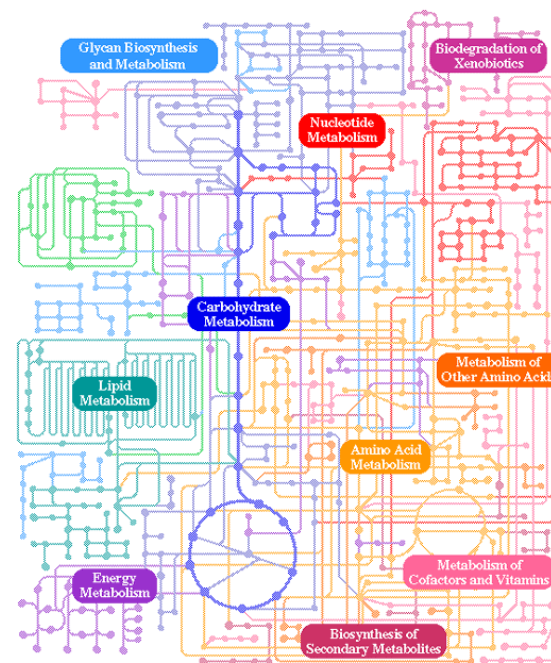 Glycan Biosynthesis
and Metabolism
Biodegradation of
Xenobiotics
Nucleotide
Metabolism
Carbohydrate
Metabolism
Metabolism of
Other Amino Acids
Lipid
Metabolism
Amino Acid
Metabolism
Energy
Metabolism
Metabolism of
Cofactors and Vitamins
Biosynthesis of
Secondary Metabolites